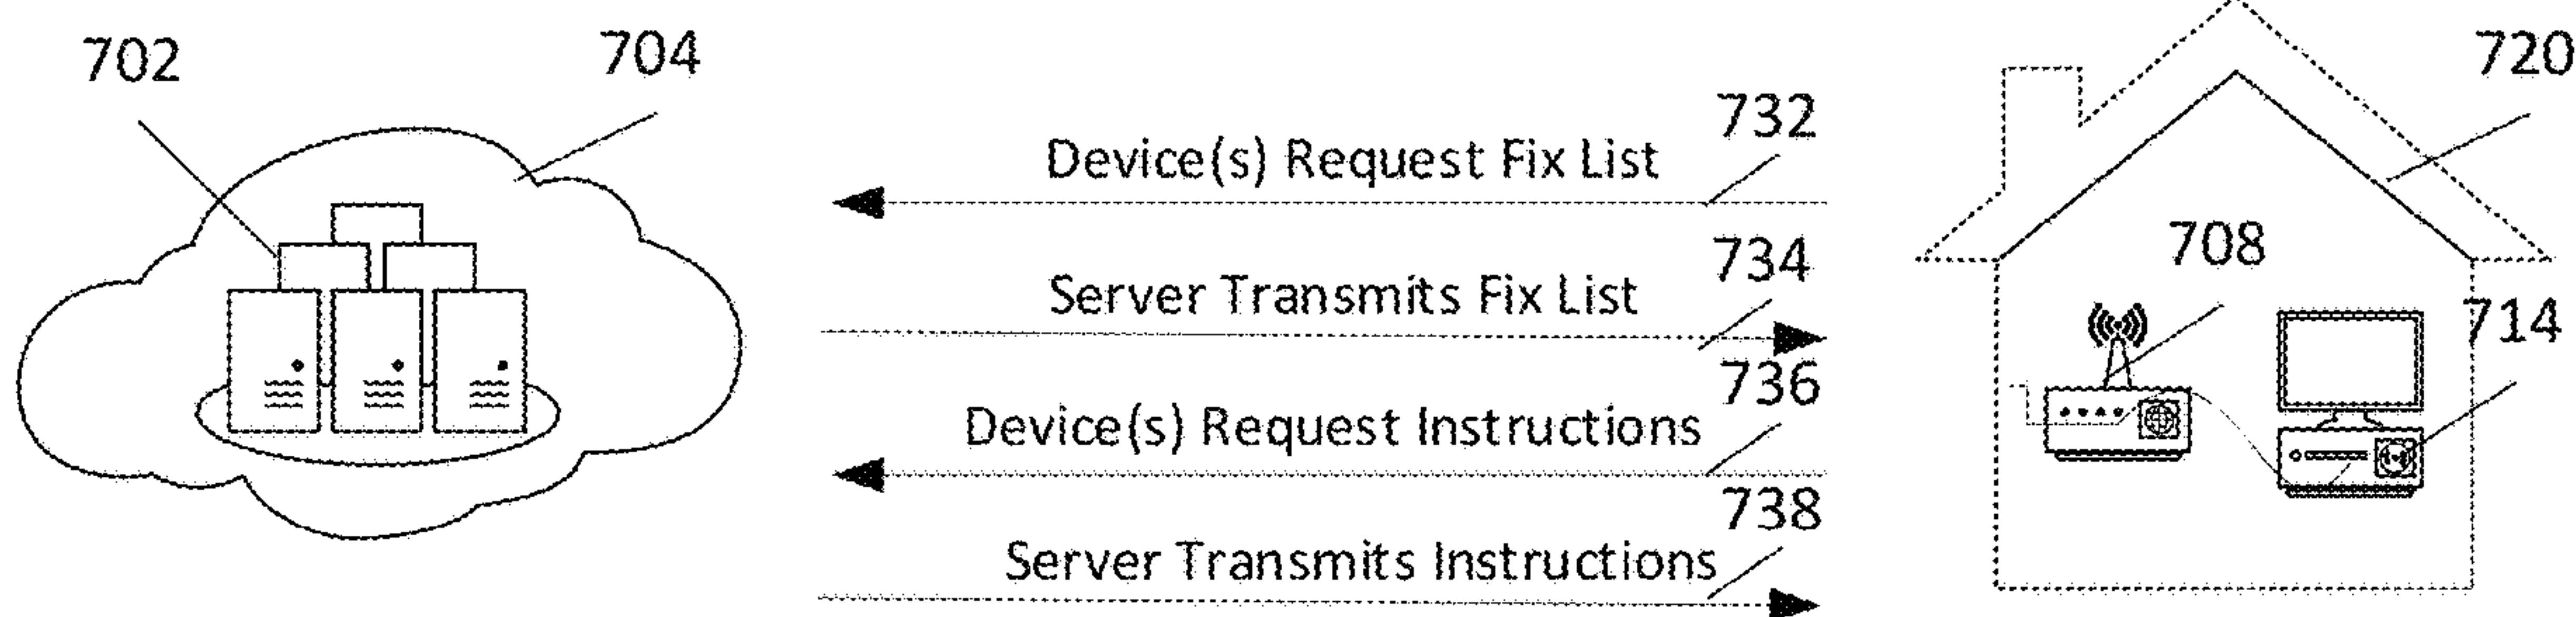 702
704
720
732
Device(s) Request Fix List
708
734
Server Transmits Fix List
714
736
Device(s) Request Instructions
738
Server Transmits Instructions